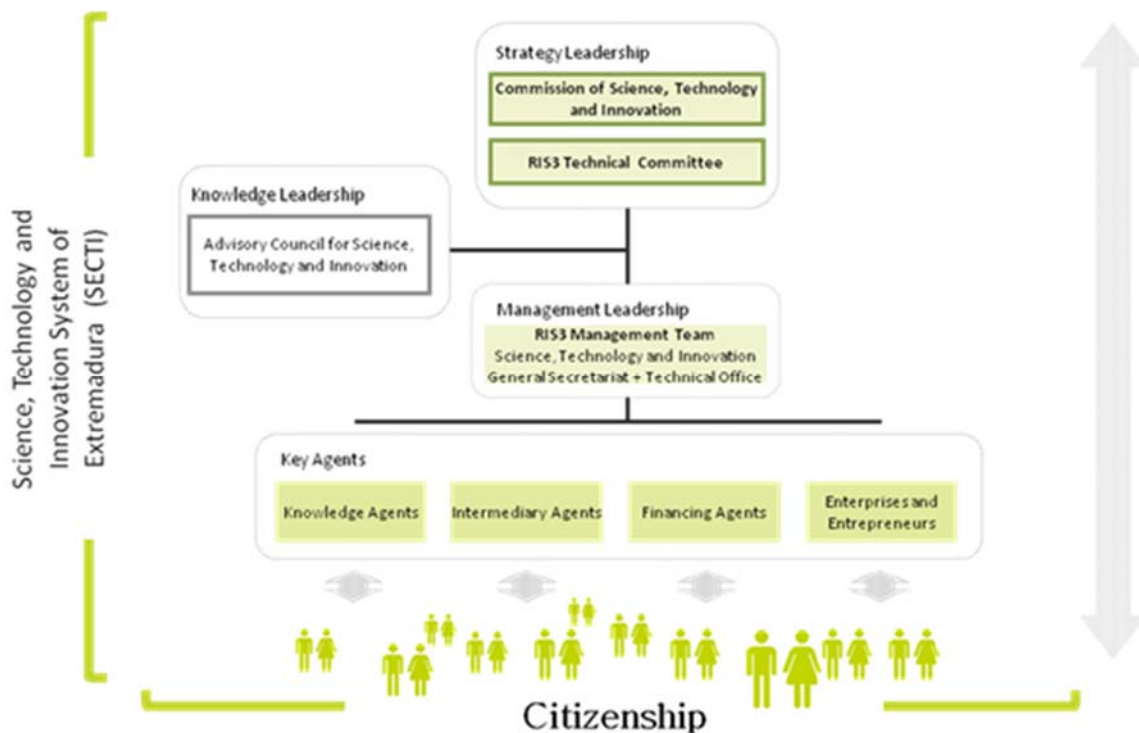 Science, Technology and
Innovation System of
Extremadura (SECTI)
Strategy Leadership
Commission of Science, Technology
and Innovation
RIS3 Technical Committee
Knowledge Leadership
Advisory Council for Science,
Technology and Innovation
Management Leadership
RIS3 Management Team
Science, Technology and Innovation
General Secretariat + Technical Office
Key Agents
Knowledge Agents
Intermediary Agents
Financing Agents
Enterprises and
Entrepreneurs
Citizenship